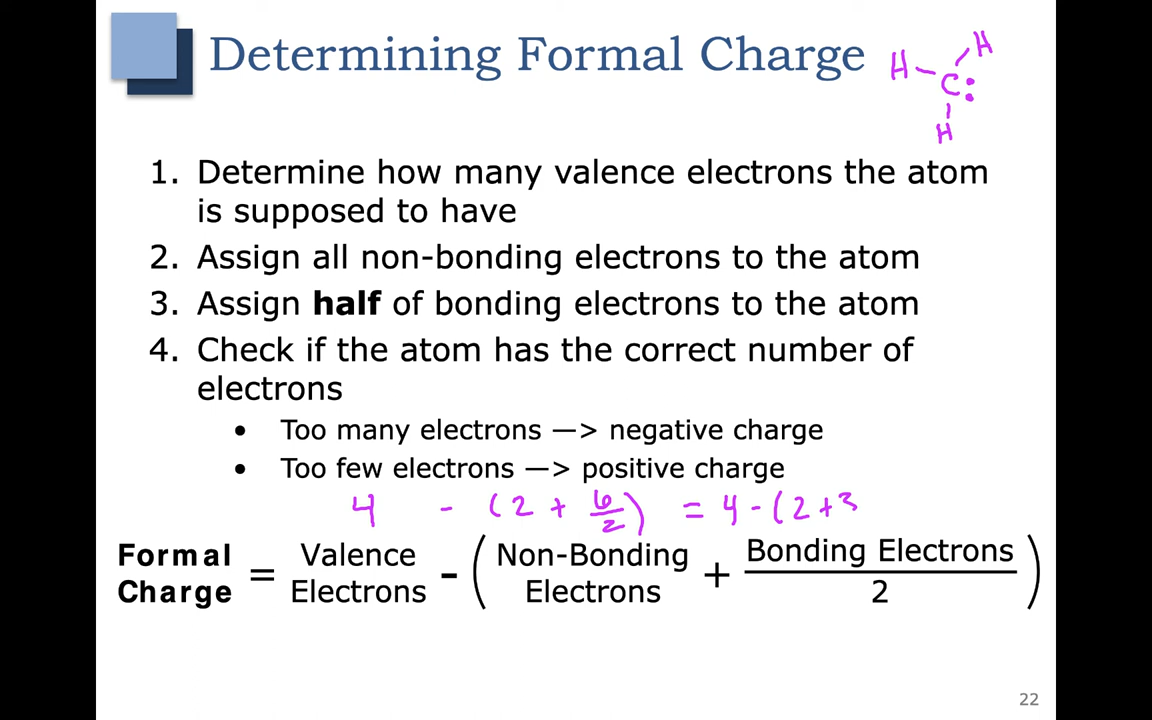 Determining Formal Charge
H
H
C
H
1. Determine how many valence electrons the atom
is supposed to have
2. Assign all non-bonding electrons to the atom
3. Assign half of bonding electrons to the atom
4. Check if the atom has the correct number of
electrons
• Too many electrons —> negative charge
• Too few electrons —> positive charge
4 - (2 + 6/2) = 4 - (2 + 3
Formal Charge = Valence Electrons - (Non-Bonding Electrons + Bonding Electrons / 2)
22